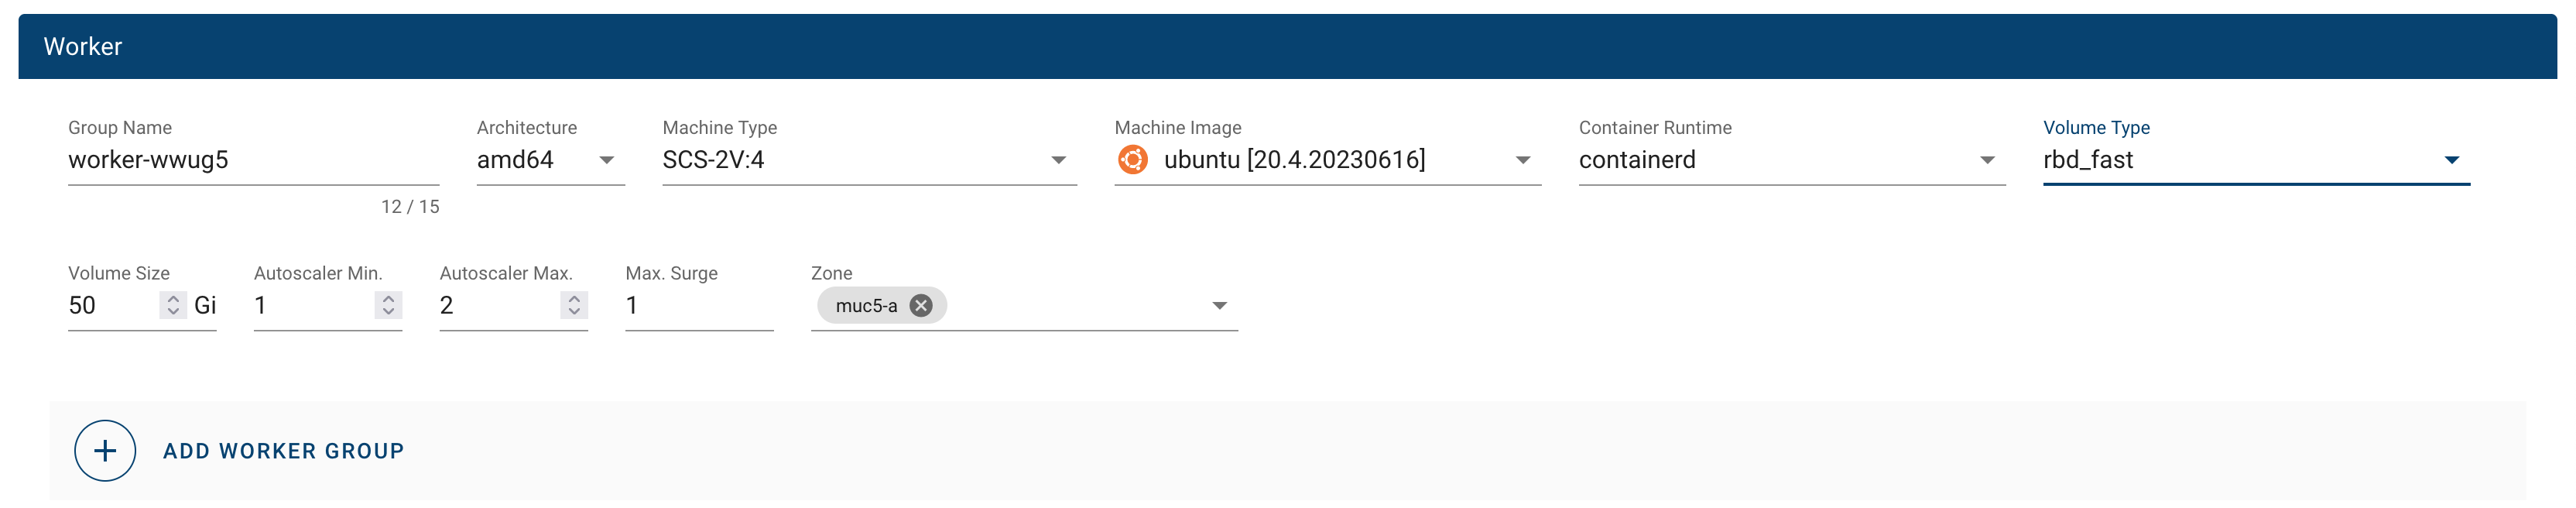 Worker
Group Name Architecture Machine Type Machine Image Container Runtime Volume Type
worker-wwug5 amd64 SCS-2V:4 ubuntu [20.4.20230616] containerd rbd_fast
12 / 15
Volume Size Autoscaler Min. Autoscaler Max. Max. Surge Zone
50 Gi 1 2 1 muc5-a
ADD WORKER GROUP